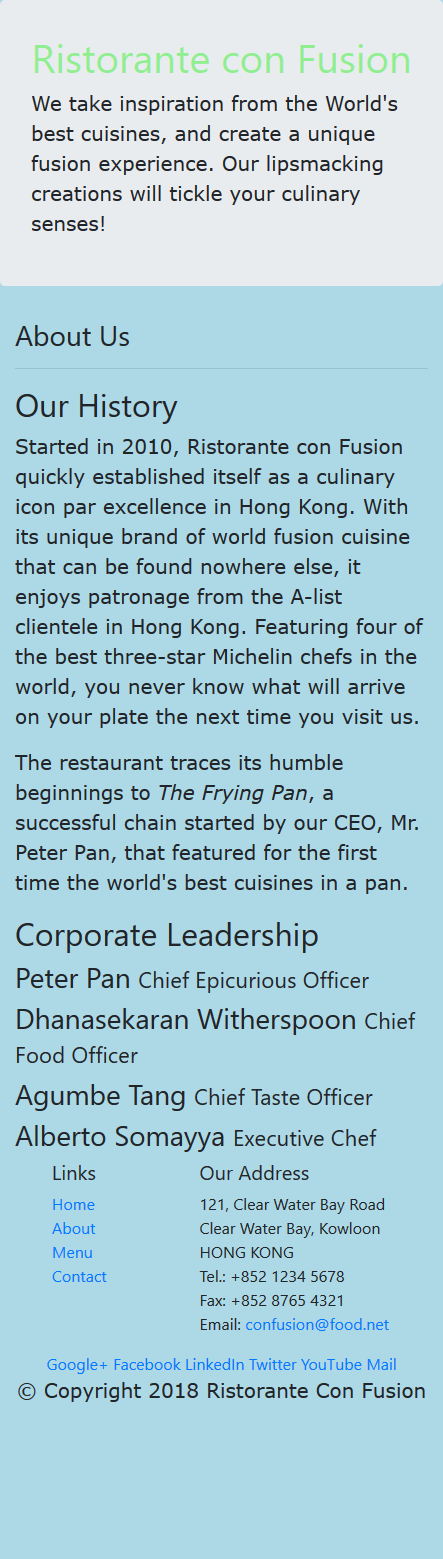 Ristorante con Fusion
We take inspiration from the World's
best cuisines, and create a unique
fusion experience. Our lipsmacking
creations will tickle your culinary
senses!
About Us
Our History
Started in 2010, Ristorante con Fusion
quickly established itself as a culinary
icon par excellence in Hong Kong. With
its unique brand of world fusion cuisine
that can be found nowhere else, it
enjoys patronage from the A-list
clientele in Hong Kong. Featuring four of
the best three-star Michelin chefs in the
world, you never know what will arrive
on your plate the next time you visit us.
The restaurant traces its humble
beginnings to The Frying Pan, a
successful chain started by our CEO, Mr.
Peter Pan, that featured for the first
time the world's best cuisines in a pan.
Corporate Leadership
Peter Pan Chief Epicurious Officer
Dhanasekaran Witherspoon Chief
Food Officer
Agumbe Tang Chief Taste Officer
Alberto Somayya Executive Chef
Links
Home
About
Menu
Contact
Our Address
121, Clear Water Bay Road
Clear Water Bay, Kowloon
HONG KONG
Tel.: +852 1234 5678
Fax: +852 8765 4321
Email: confusion@food.net
Google+ Facebook LinkedIn Twitter YouTube Mail
© Copyright 2018 Ristorante Con Fusion